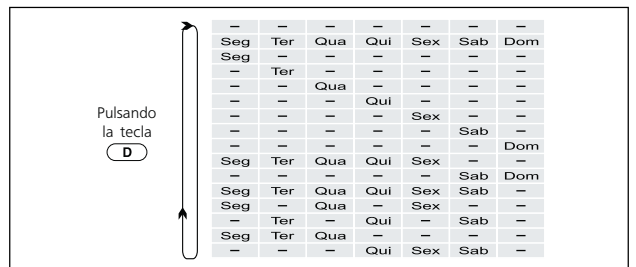 – – – – – – –
Seg Ter Qua Qui Sex Sab Dom
Seg – – – – – –
– Ter – – – – –
– – Qua – – – –
– – – Qui – – –
– – – – Sex – –
– – – – – Sab –
– – – – – – Dom
Seg Ter Qua Qui Sex – –
– – – – – Sab Dom
Seg Ter Qua Qui Sex Sab –
Seg – Qua – Sex – –
– Ter – Qui – Sab –
Seg Ter Qua – – – –
– – – Qui Sex Sab –
Pulsando
la tecla
D